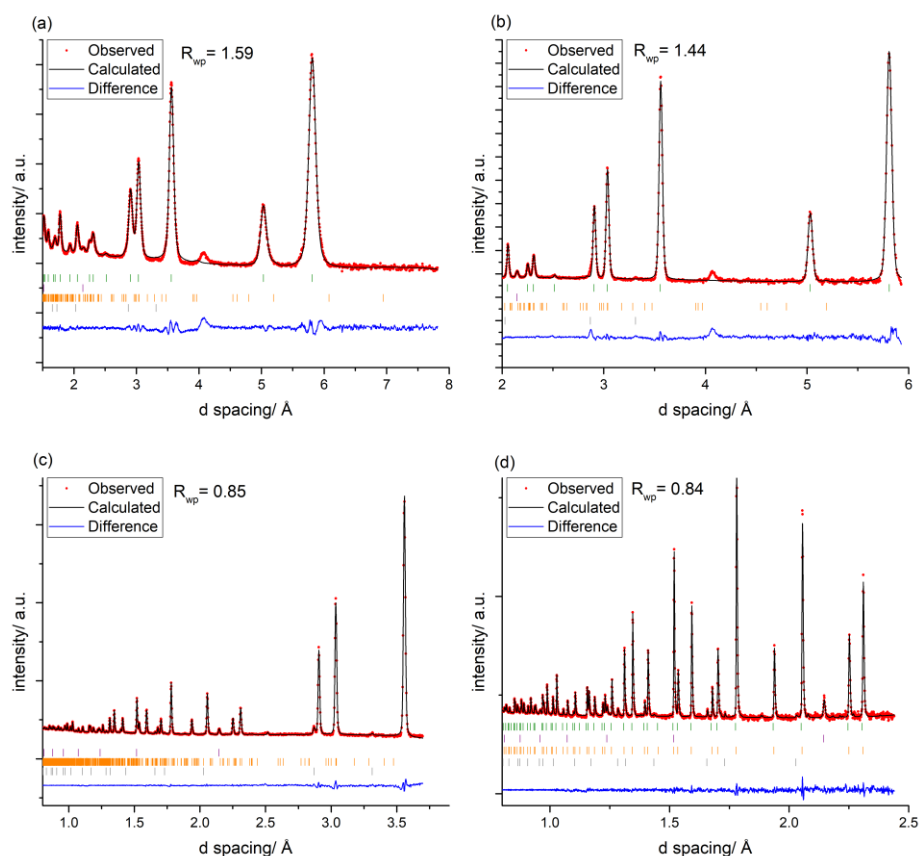 (a)
Observed
Calculated
Difference
R_wp = 1.59
intensity/ a.u.
2 3 4 5 6 7 8
d spacing/ Å
(b)
Observed
Calculated
Difference
R_wp = 1.44
intensity/ a.u.
2 3 4 5 6
d spacing/ Å
(c)
Observed
Calculated
Difference
R_wp = 0.85
intensity/ a.u.
1.0 1.5 2.0 2.5 3.0 3.5
d spacing/ Å
(d)
Observed
Calculated
Difference
R_wp = 0.84
intensity/ a.u.
1.0 1.5 2.0 2.5
d spacing/ Å